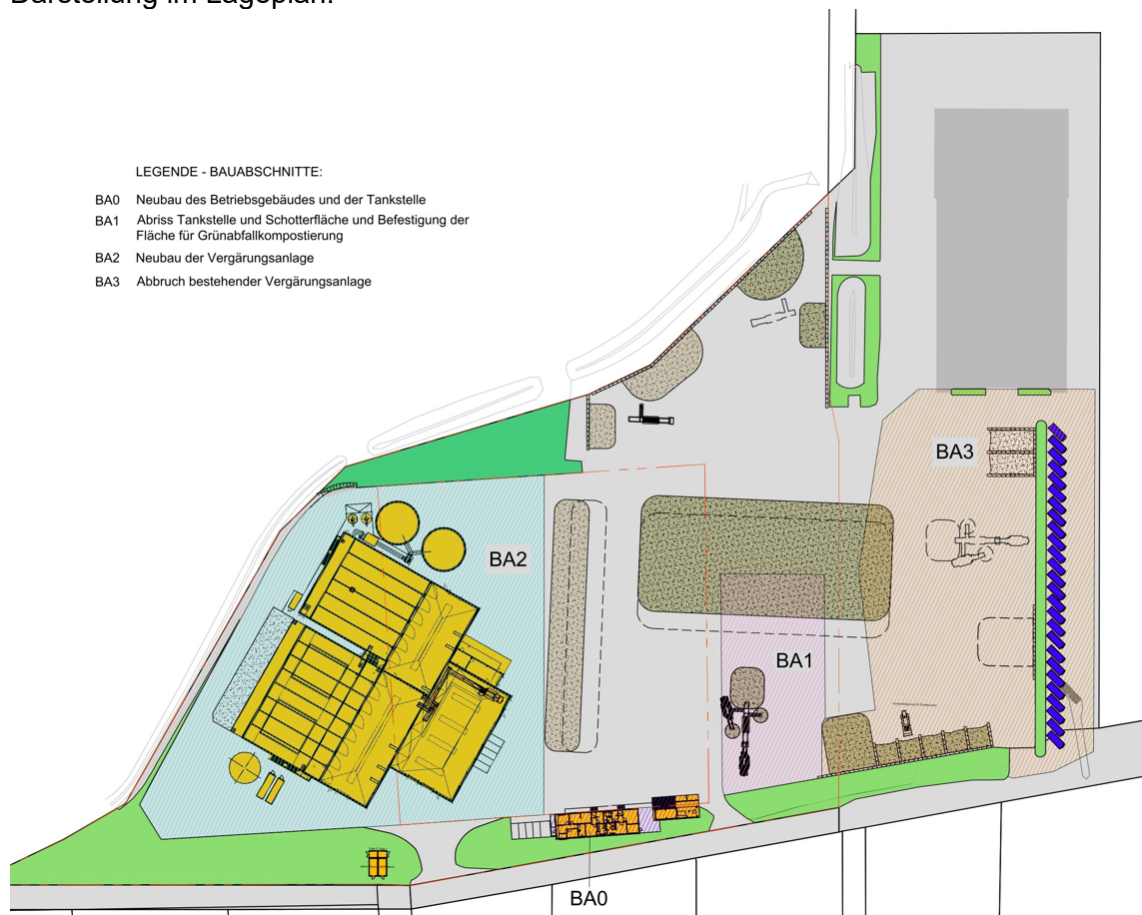 Darstellung im Lageplan:
LEGENDE - BAUABSCHNITTE:
BA0 Neubau des Betriebsgebäudes und der Tankstelle
BA1 Abriss Tankstelle und Schotterfläche und Befestigung der
Fläche für Grünabfallkompostierung
BA2 Neubau der Vergärungsanlage
BA3 Abbruch bestehender Vergärungsanlage
BA3
BA2
BA1
BA0